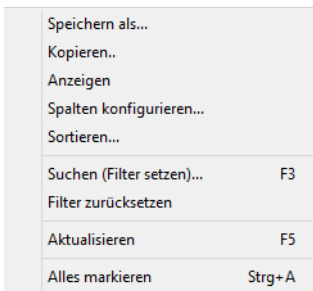 Speichern als...
Kopieren..
Anzeigen
Spalten konfigurieren...
Sortieren...
Suchen (Filter setzen)... F3
Filter zurücksetzen
Aktualisieren F5
Alles markieren Strg+A